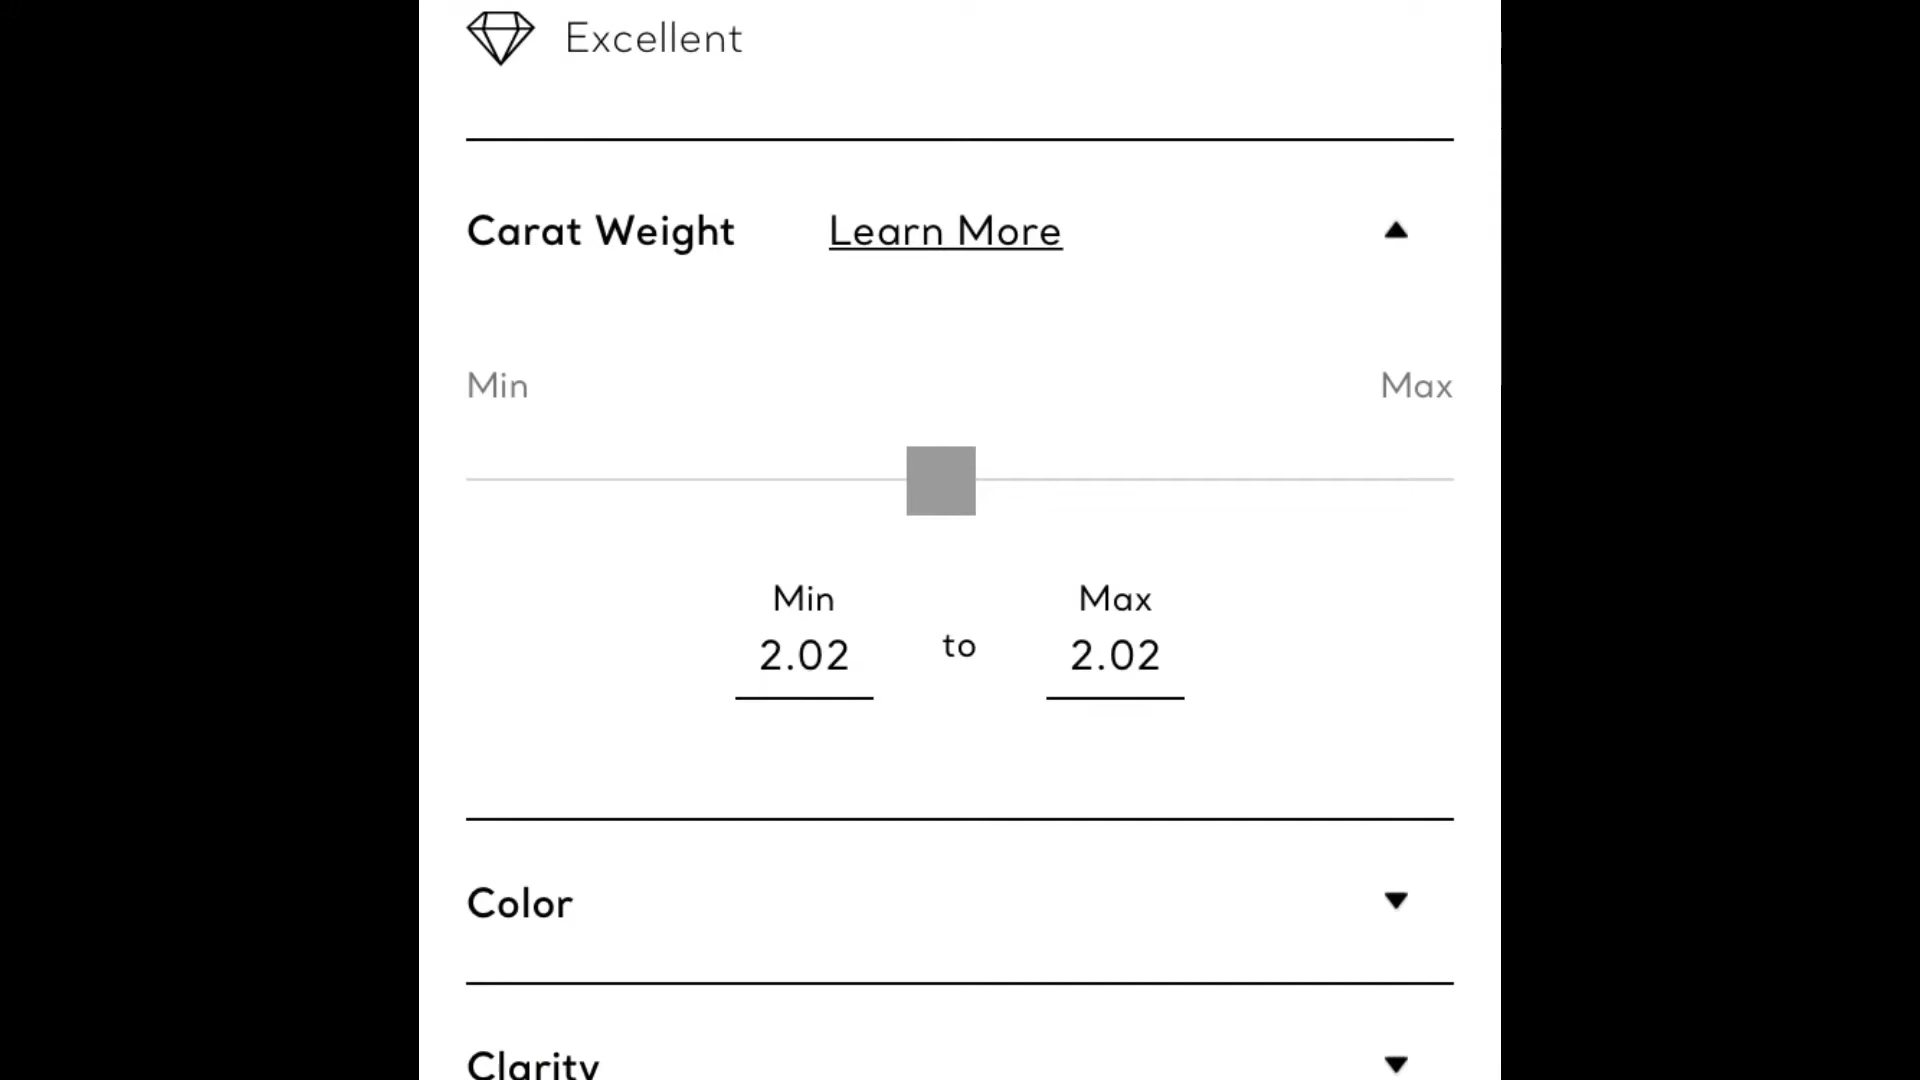 Excellent
Carat Weight Learn More
Min Max
Min Max
2.02 to 2.02
Color
Clarity